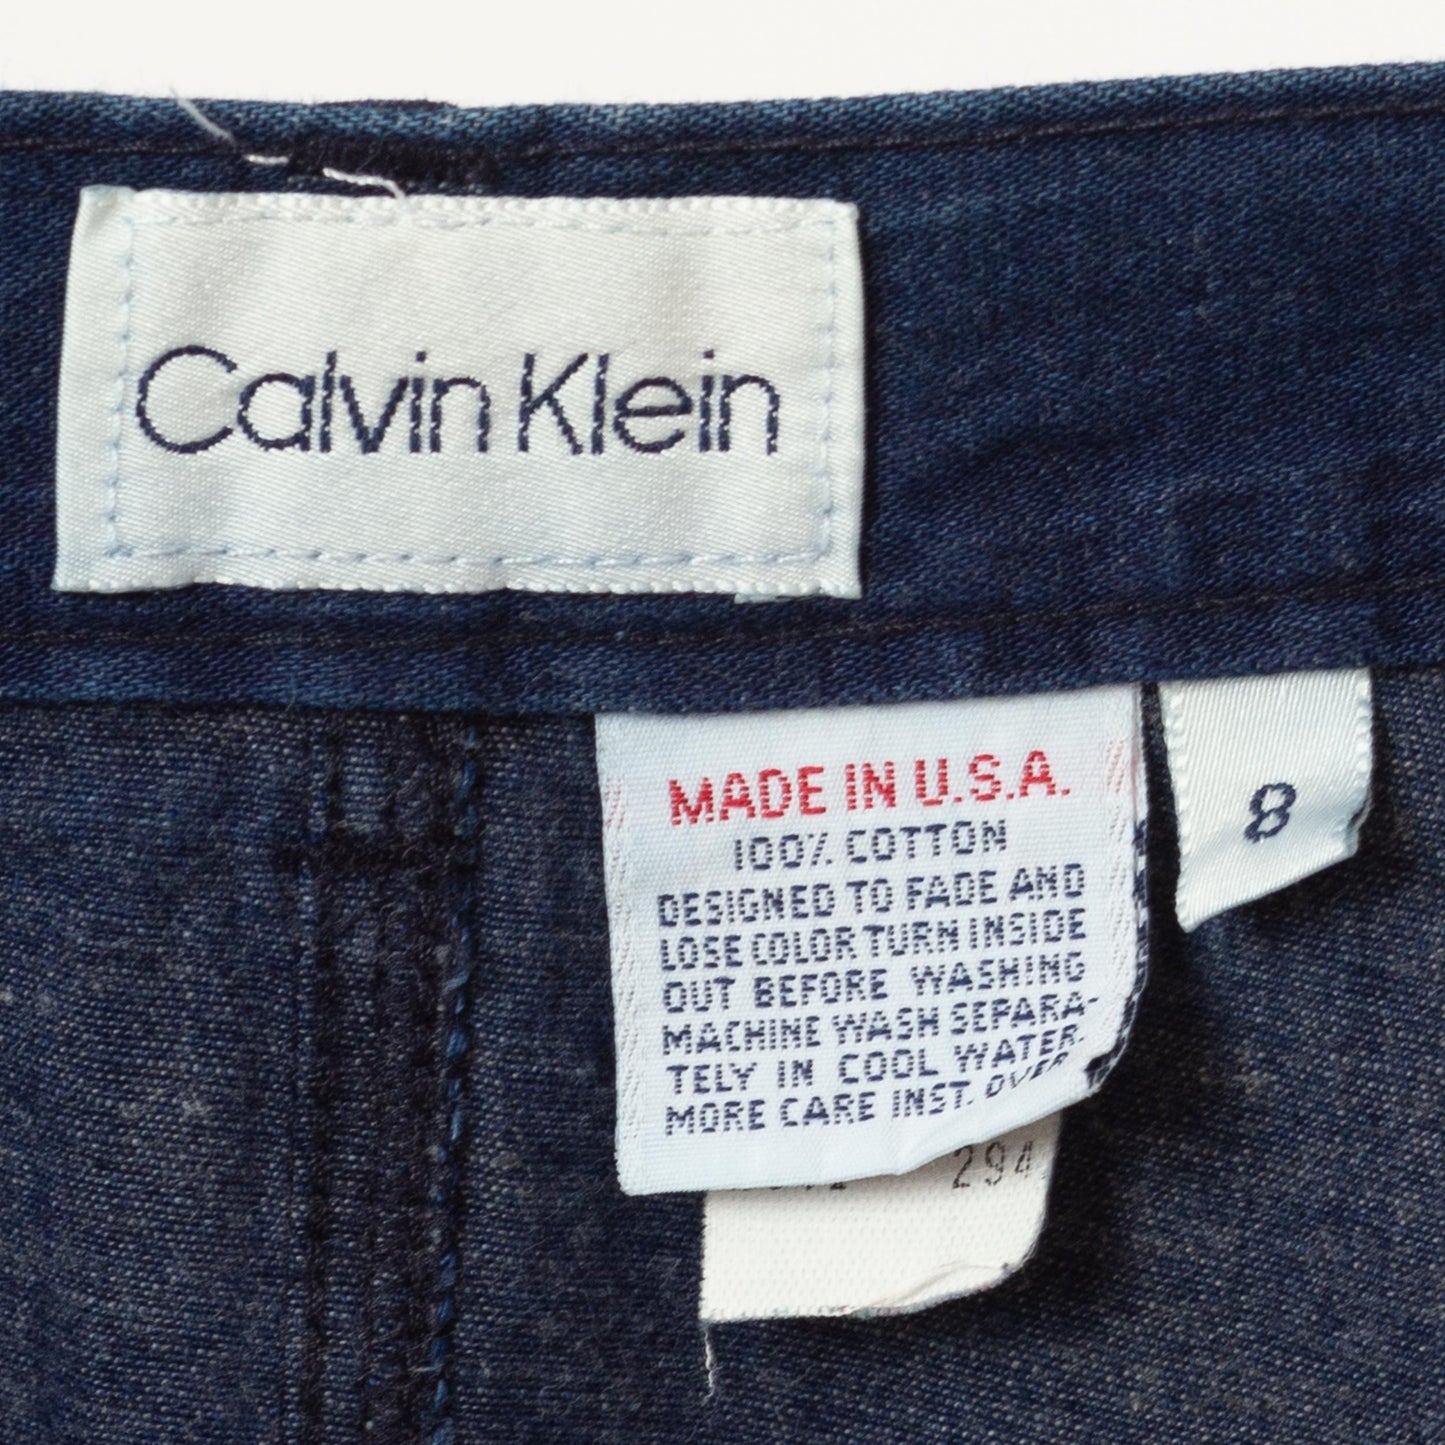 Calvin Klein
MADE IN U.S.A.
100% COTTON
DESIGNED TO FADE AND
LOSE COLOR TURN INSIDE
OUT BEFORE WASHING
MACHINE WASH SEPARA-
TELY IN COOL WATER.
MORE CARE INST. OVER
294
8